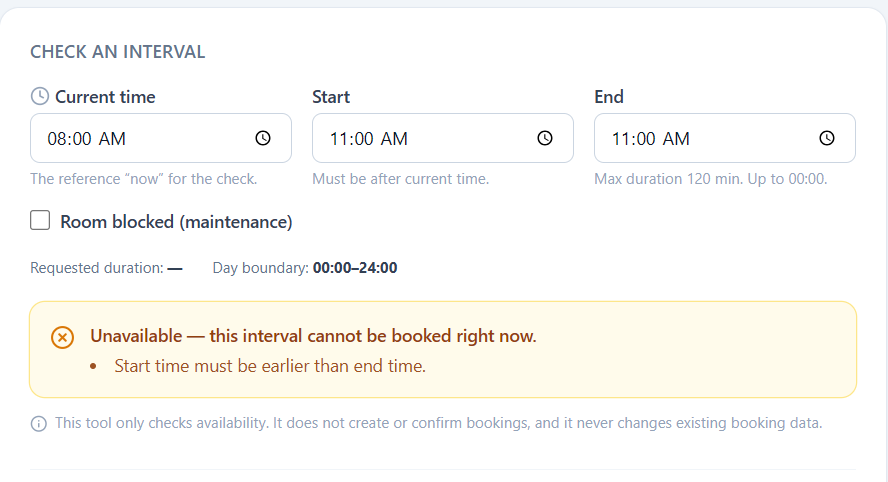 CHECK AN INTERVAL
Current time
Start
End
08:00 AM
11:00 AM
11:00 AM
The reference “now” for the check.
Must be after current time.
Max duration 120 min. Up to 00:00.
Room blocked (maintenance)
Requested duration: —
Day boundary: 00:00–24:00
Unavailable — this interval cannot be booked right now.
• Start time must be earlier than end time.
This tool only checks availability. It does not create or confirm bookings, and it never changes existing booking data.